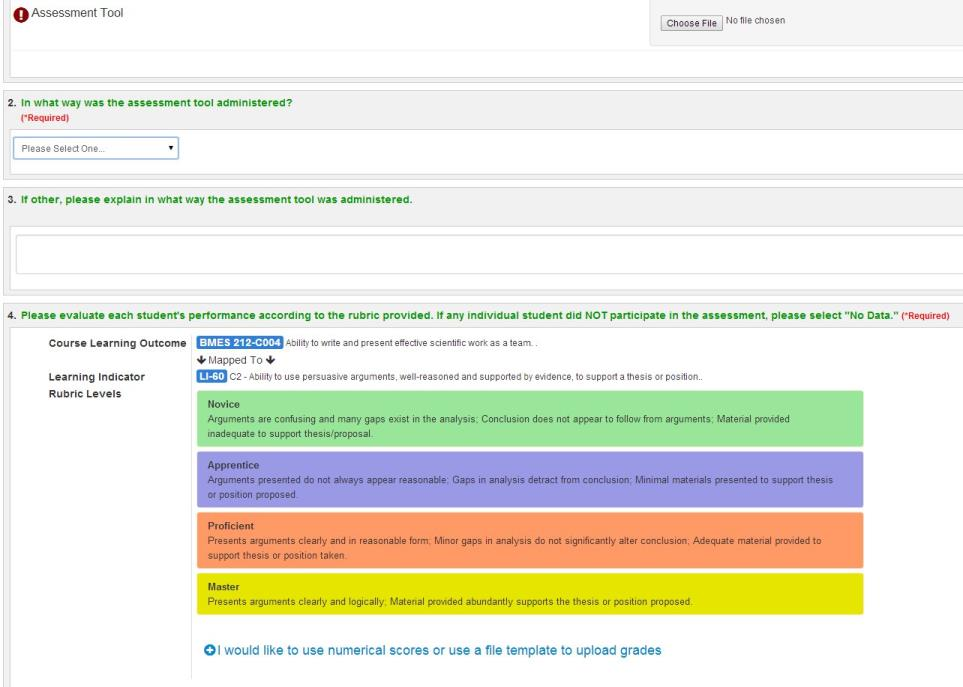 Assessment Tool
Choose File No file chosen
2. In what way was the assessment tool administered?
(*Required)
Please Select One...
3. If other, please explain in what way the assessment tool was administered.
4. Please evaluate each student's performance according to the rubric provided. If any individual student did NOT participate in the assessment, please select "No Data." (*Required)
Course Learning Outcome BMES 212-C004 Ability to write and present effective scientific work as a team. .
Mapped To
Learning Indicator LI-60 C2 - Ability to use persuasive arguments, well-reasoned and supported by evidence, to support a thesis or position..
Rubric Levels
Novice
Arguments are confusing and many gaps exist in the analysis; Conclusion does not appear to follow from arguments; Material provided
inadequate to support thesis/proposal.
Apprentice
Arguments presented do not always appear reasonable; Gaps in analysis detract from conclusion; Minimal materials presented to support thesis
or position proposed.
Proficient
Presents arguments clearly and in reasonable form; Minor gaps in analysis do not significantly alter conclusion; Adequate material provided to
support thesis or position taken.
Master
Presents arguments clearly and logically; Material provided abundantly supports the thesis or position proposed.
I would like to use numerical scores or use a file template to upload grades